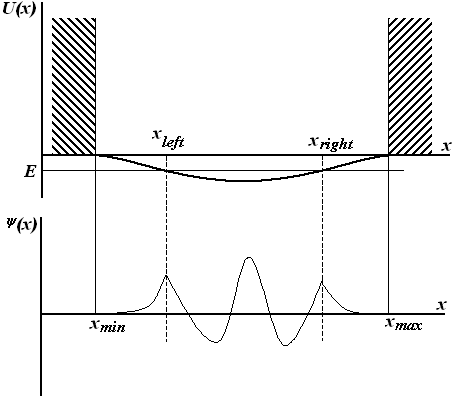 U(x)
x_left
x_right
x
E
Ψ(x)
x
x_min
x_max